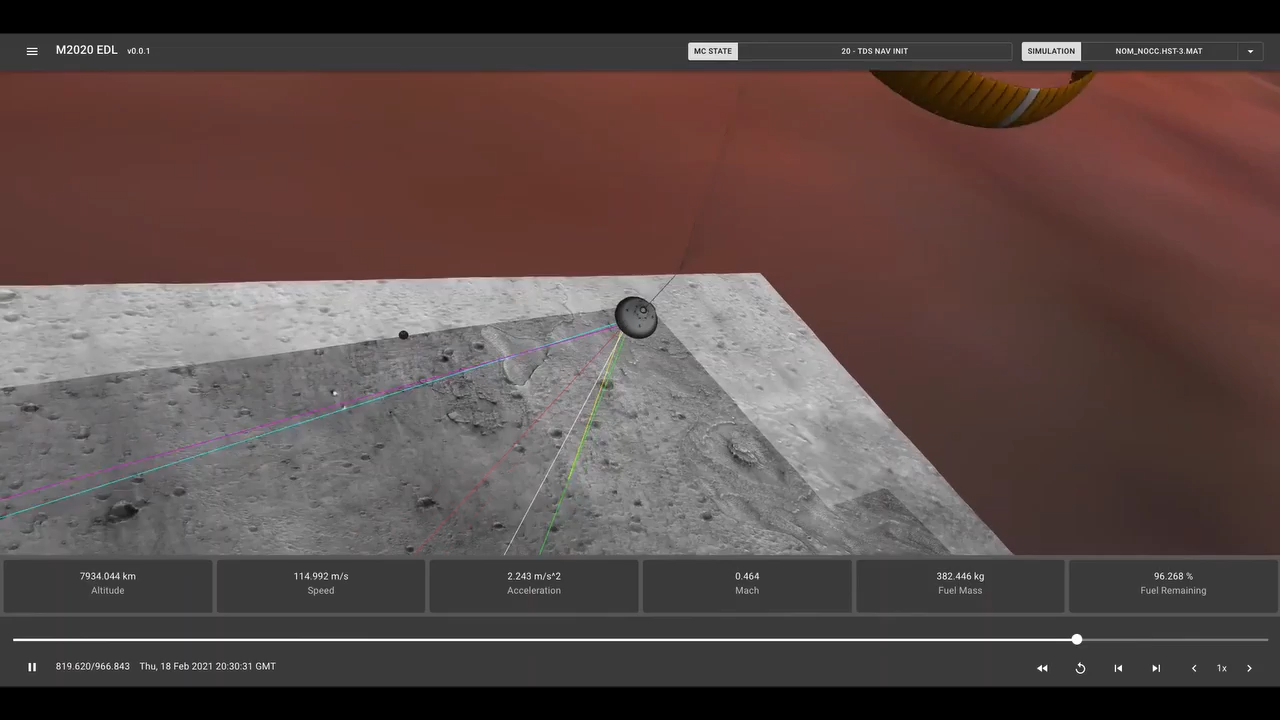 M2020 EDL v0.0.1
MC STATE 20 - TDS NAV INIT SIMULATION NOM_NOCC.HST-3.MAT
7934.044 km 114.992 m/s 2.243 m/s^2 0.464 382.446 kg 96.268 %
Altitude Speed Acceleration Mach Fuel Mass Fuel Remaining
819.620/966.843 Thu, 18 Feb 2021 20:30:31 GMT 1x